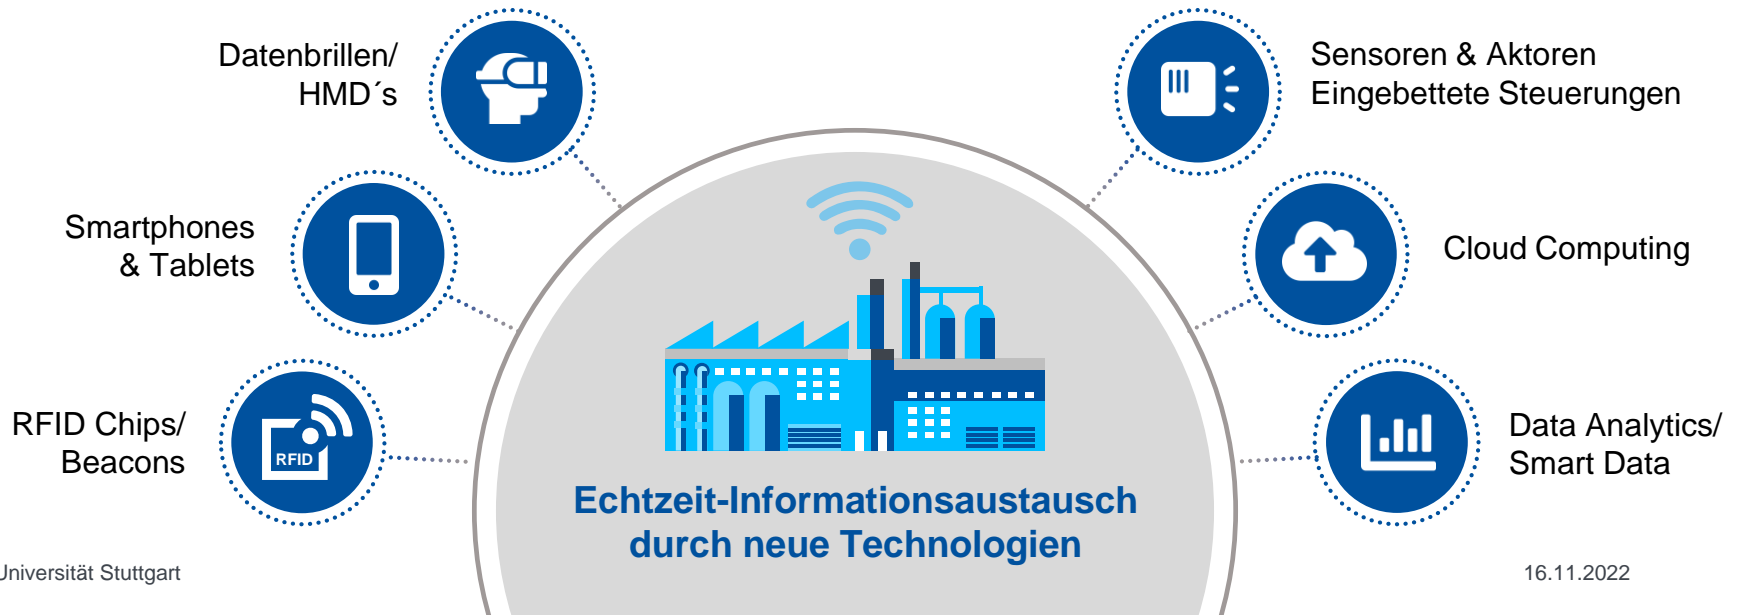 Datenbrillen/
HMD´s
Smartphones
& Tablets
RFID Chips/
Beacons
RFID
Sensoren & Aktoren
Eingebettete Steuerungen
Cloud Computing
Data Analytics/
Smart Data
Echtzeit-Informationsaustausch
durch neue Technologien
Universität Stuttgart
16.11.2022